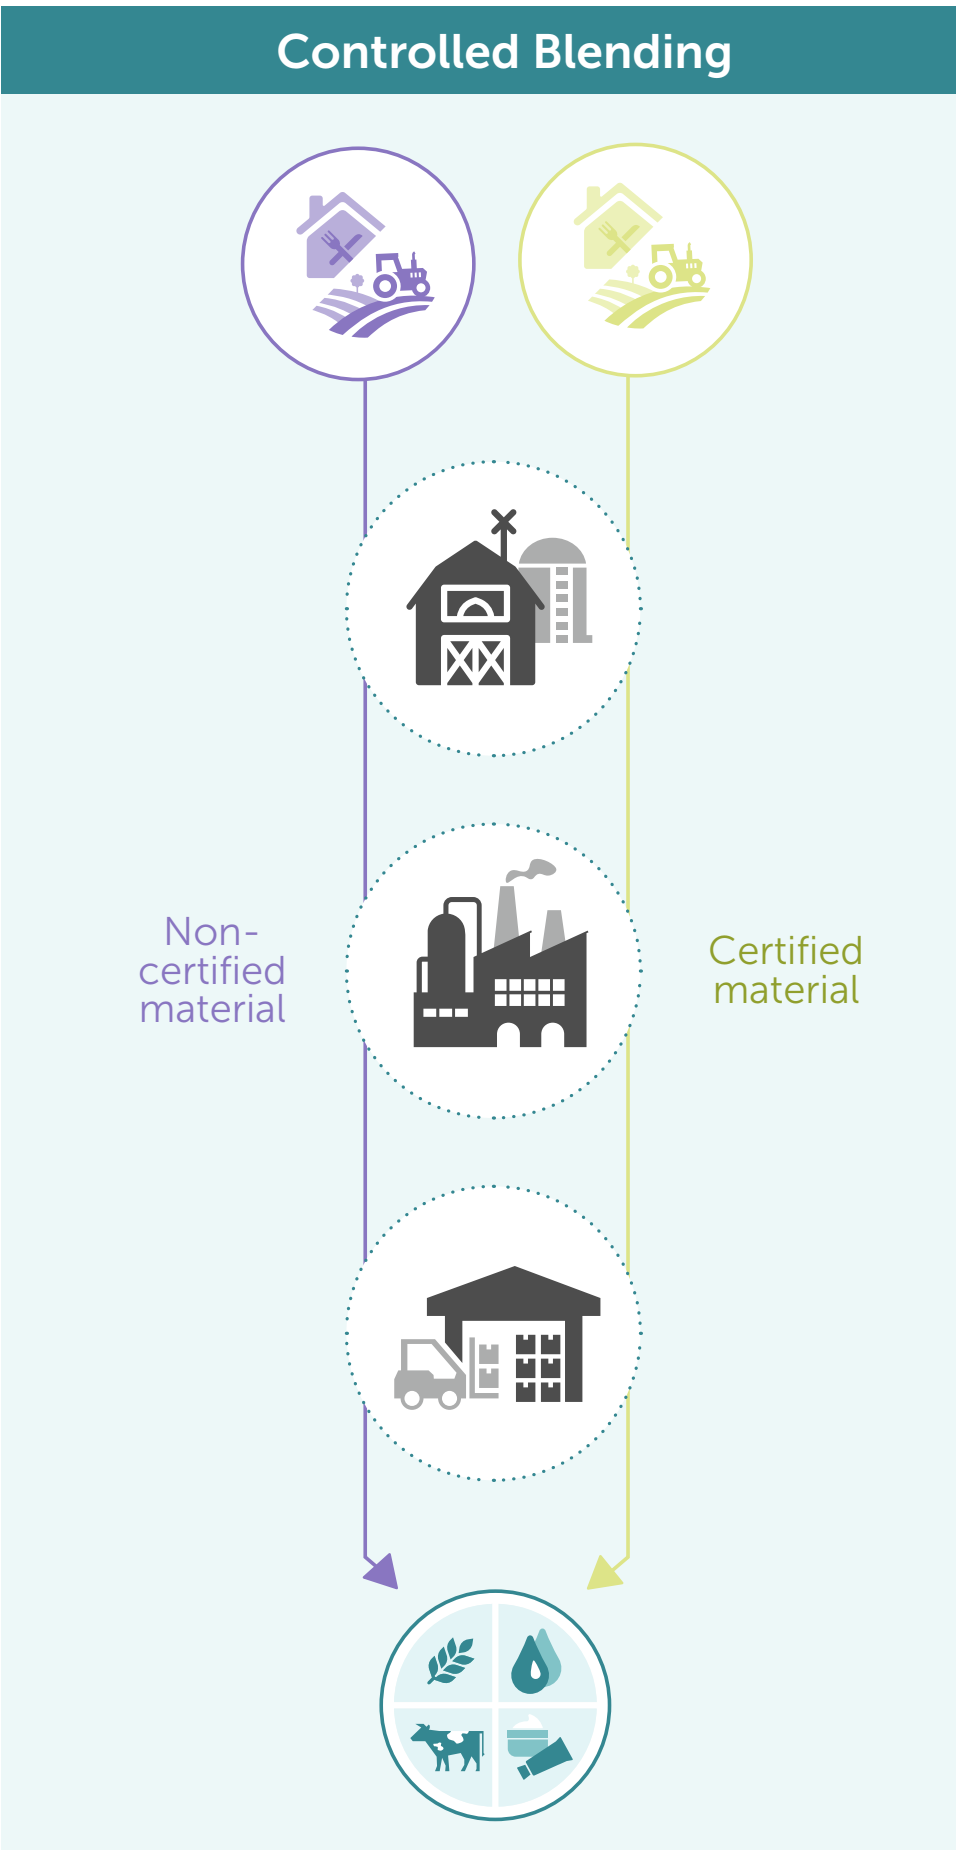 Controlled Blending
Non-
certified
material
Certified
material